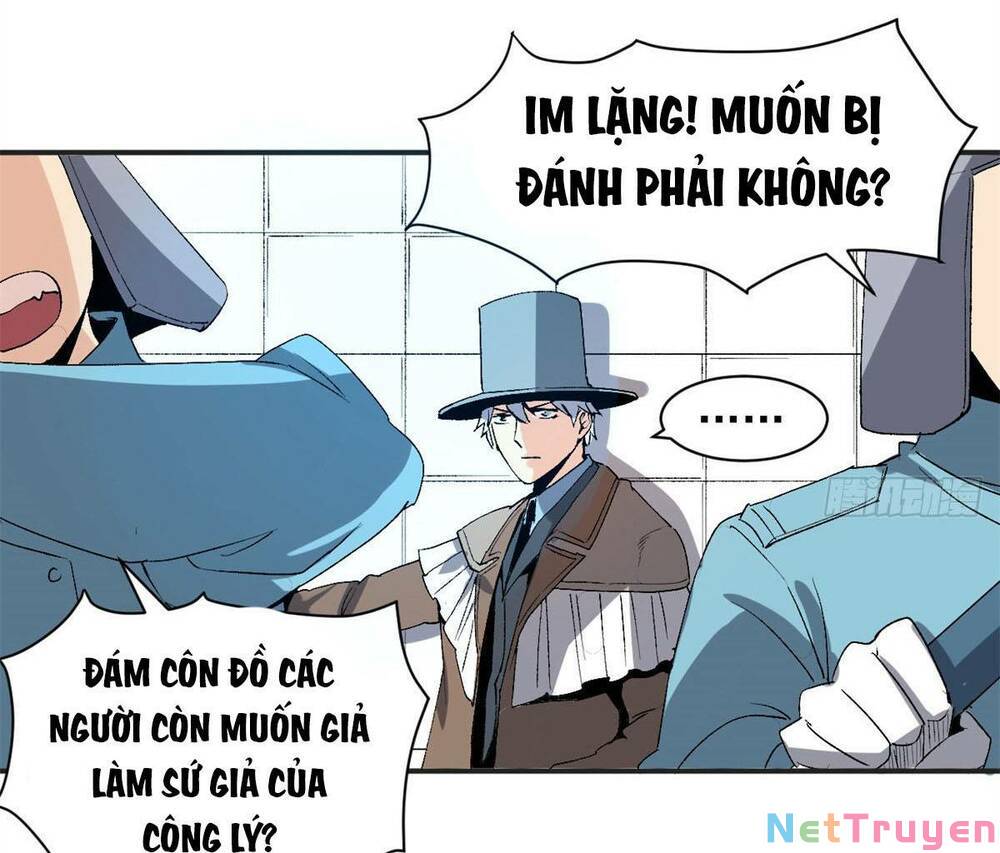 IM LẶNG! MUỐN BỊ
ĐÁNH PHẢI KHÔNG?
......
ĐÁM CÔN ĐỒ CÁC
NGƯỜI CÒN MUỐN GIẢ
LÀM SỨ GIẢ CỦA
CÔNG LÝ?
NetTruyen